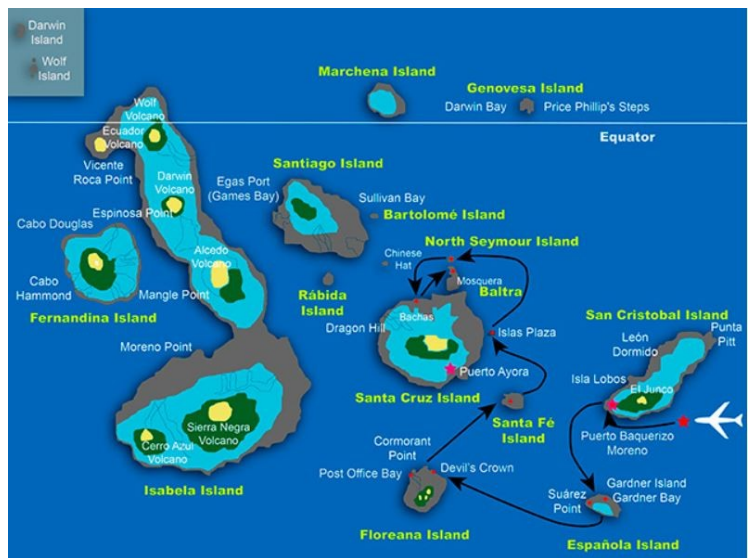 Darwin
Island
Wolf
Island
Marchena Island
Genovesa Island
Darwin Bay
Price Phillip's Steps
Equator
Wolf
Volcano
Ecuador
Volcano
Vicente
Roca Point
Darwin
Volcano
Espinosa Point
Santiago Island
Egas Port
(Games Bay)
Sullivan Bay
Bartolomé Island
Cabo Douglas
Alcedo
Volcano
Cabo
Hammond
Mangle Point
Fernandina Island
Rábida
Island
Chinese
Hat
North Seymour Island
Mosquera
Baltra
Bachas
Dragon Hill
Islas Plaza
Puerto Ayora
Santa Cruz Island
Santa Fé
Island
San Cristobal Island
Punta
Pitt
León
Dormido
Isla Lobos
El Junco
Puerto Baquerizo
Moreno
Moreno Point
Sierra Negra
Volcano
Cerro Azul
Volcano
Isabela Island
Cormorant
Point
Post Office Bay
Devil's Crown
Floreana Island
Suárez
Point
Gardner Island
Gardner Bay
Española Island